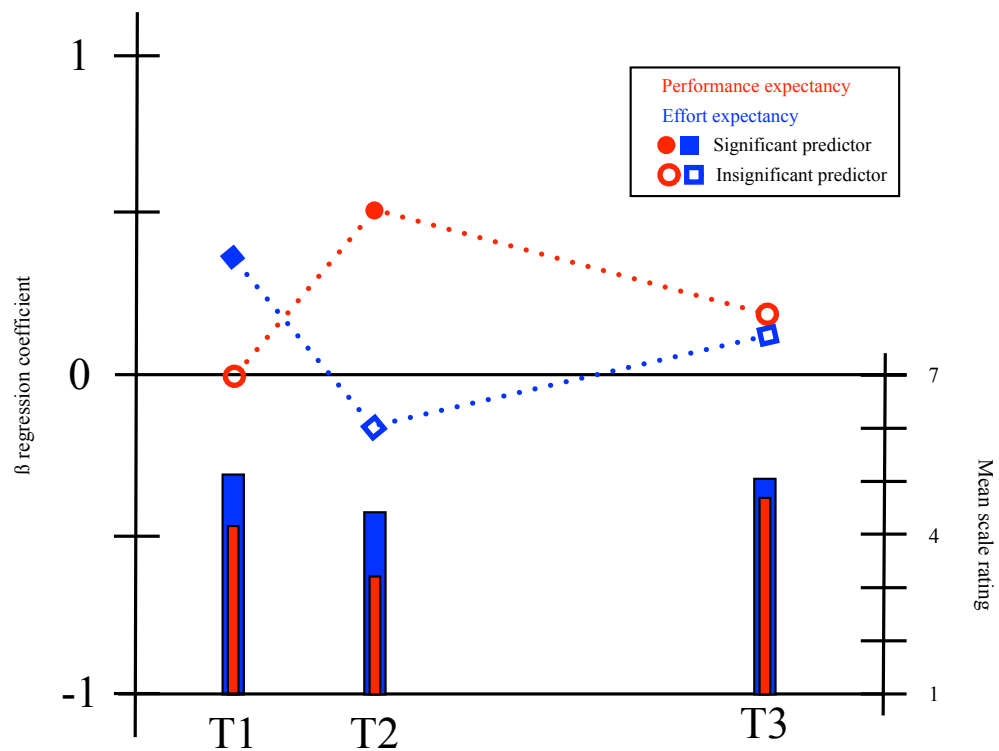 1
Performance expectancy
Effort expectancy
Significant predictor
Insignificant predictor
ß regression coefficient
0
7
4
Mean scale rating
-1
1
T1
T2
T3